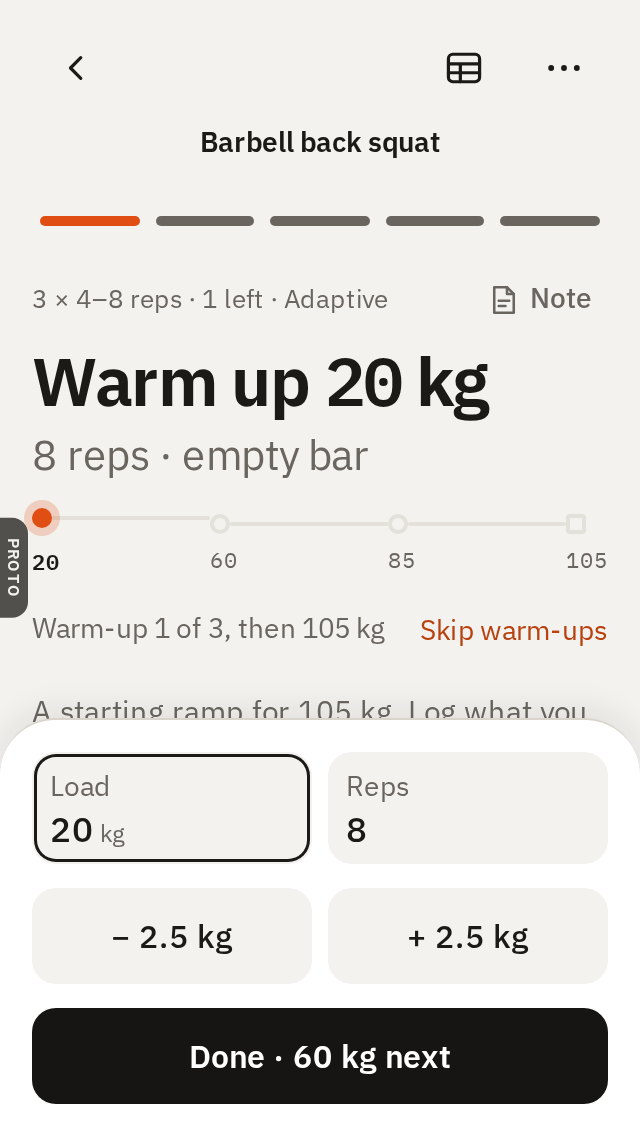 Barbell back squat
3 × 4–8 reps · 1 left · Adaptive
Note
Warm up 20 kg
8 reps · empty bar
PROTO
20 60 85 105
Warm-up 1 of 3, then 105 kg
Skip warm-ups
A starting ramp for 105 kg. Log what you
Load
20 kg
Reps
8
− 2.5 kg
+ 2.5 kg
Done · 60 kg next